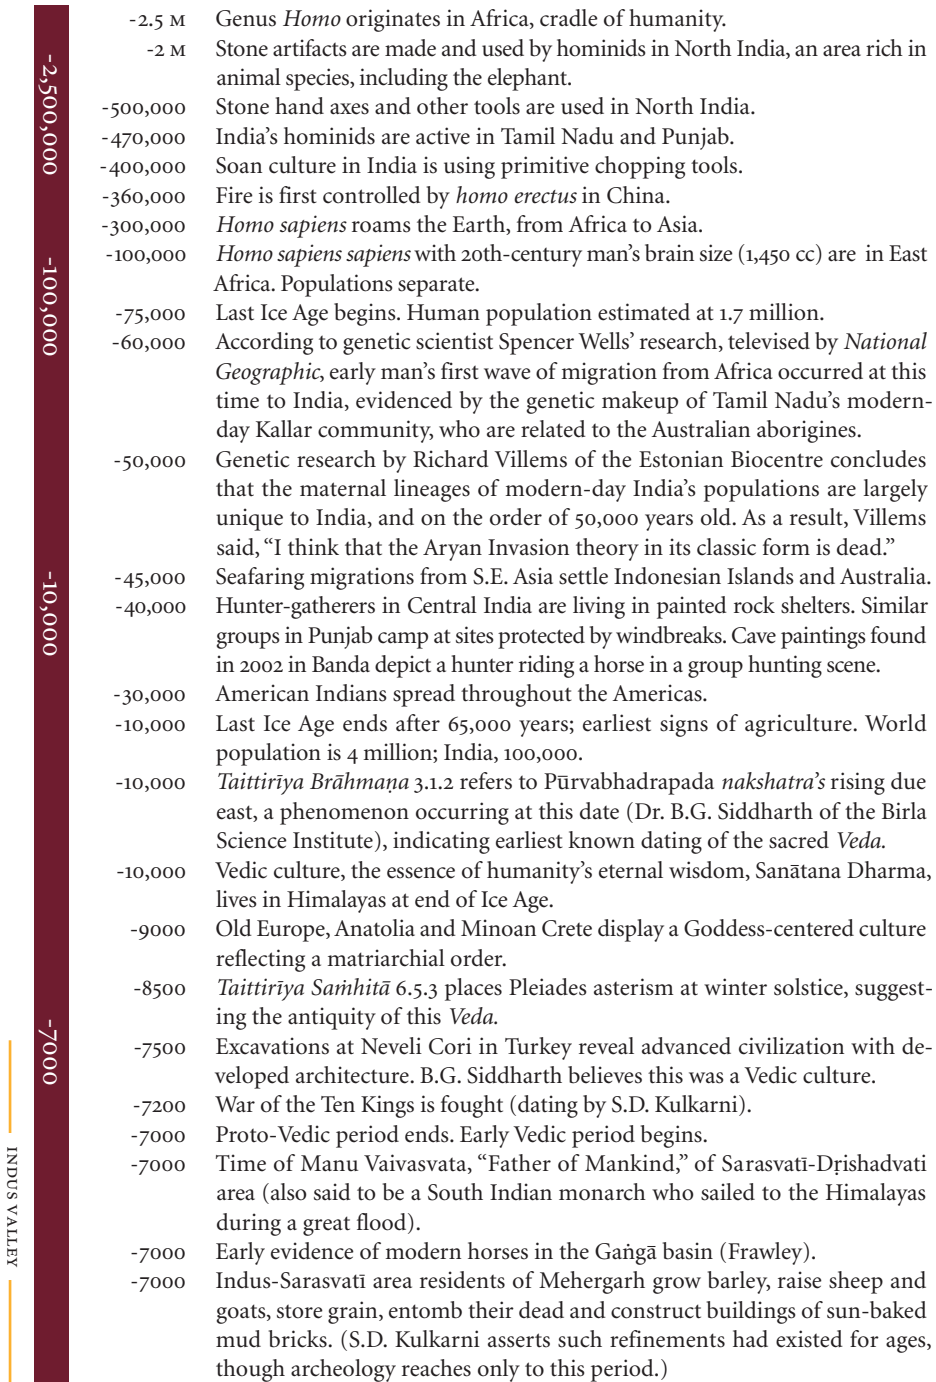 -2.5 M Genus Homo originates in Africa, cradle of humanity.
-2 M Stone artifacts are made and used by hominids in North India, an area rich in
animal species, including the elephant.
-500,000 Stone hand axes and other tools are used in North India.
-470,000 India’s hominids are active in Tamil Nadu and Punjab.
-400,000 Soan culture in India is using primitive chopping tools.
-360,000 Fire is first controlled by homo erectus in China.
-300,000 Homo sapiens roams the Earth, from Africa to Asia.
-100,000 Homo sapiens sapiens with 20th-century man’s brain size (1,450 cc) are in East
Africa. Populations separate.
-75,000 Last Ice Age begins. Human population estimated at 1.7 million.
-60,000 According to genetic scientist Spencer Wells’ research, televised by National
Geographic, early man’s first wave of migration from Africa occurred at this
time to India, evidenced by the genetic makeup of Tamil Nadu’s modern-
day Kallar community, who are related to the Australian aborigines.
-50,000 Genetic research by Richard Villems of the Estonian Biocentre concludes
that the maternal lineages of modern-day India’s populations are largely
unique to India, and on the order of 50,000 years old. As a result, Villems
said, “I think that the Aryan Invasion theory in its classic form is dead.”
-45,000 Seafaring migrations from S.E. Asia settle Indonesian Islands and Australia.
-40,000 Hunter-gatherers in Central India are living in painted rock shelters. Similar
groups in Punjab camp at sites protected by windbreaks. Cave paintings found
in 2002 in Banda depict a hunter riding a horse in a group hunting scene.
-30,000 American Indians spread throughout the Americas.
-10,000 Last Ice Age ends after 65,000 years; earliest signs of agriculture. World
population is 4 million; India, 100,000.
-10,000 Taittirīya Brāhmaṇa 3.1.2 refers to Pūrvabhadrapada nakshatra’s rising due
east, a phenomenon occurring at this date (Dr. B.G. Siddharth of the Birla
Science Institute), indicating earliest known dating of the sacred Veda.
-10,000 Vedic culture, the essence of humanity’s eternal wisdom, Sanātana Dharma,
lives in Himalayas at end of Ice Age.
-9000 Old Europe, Anatolia and Minoan Crete display a Goddess-centered culture
reflecting a matriarchial order.
-8500 Taittirīya Saṁhitā 6.5.3 places Pleiades asterism at winter solstice, suggest-
ing the antiquity of this Veda.
-7500 Excavations at Neveli Cori in Turkey reveal advanced civilization with de-
veloped architecture. B.G. Siddharth believes this was a Vedic culture.
-7200 War of the Ten Kings is fought (dating by S.D. Kulkarni).
-7000 Proto-Vedic period ends. Early Vedic period begins.
-7000 Time of Manu Vaivasvata, “Father of Mankind,” of Sarasvatī-Dṛishadvati
area (also said to be a South Indian monarch who sailed to the Himalayas
during a great flood).
-7000 Early evidence of modern horses in the Gaṅgā basin (Frawley).
-7000 Indus-Sarasvatī area residents of Mehergarh grow barley, raise sheep and
goats, store grain, entomb their dead and construct buildings of sun-baked
mud bricks. (S.D. Kulkarni asserts such refinements had existed for ages,
though archeology reaches only to this period.)
-2,500,000
-100,000
-10,000
-7000
INDUS VALLEY